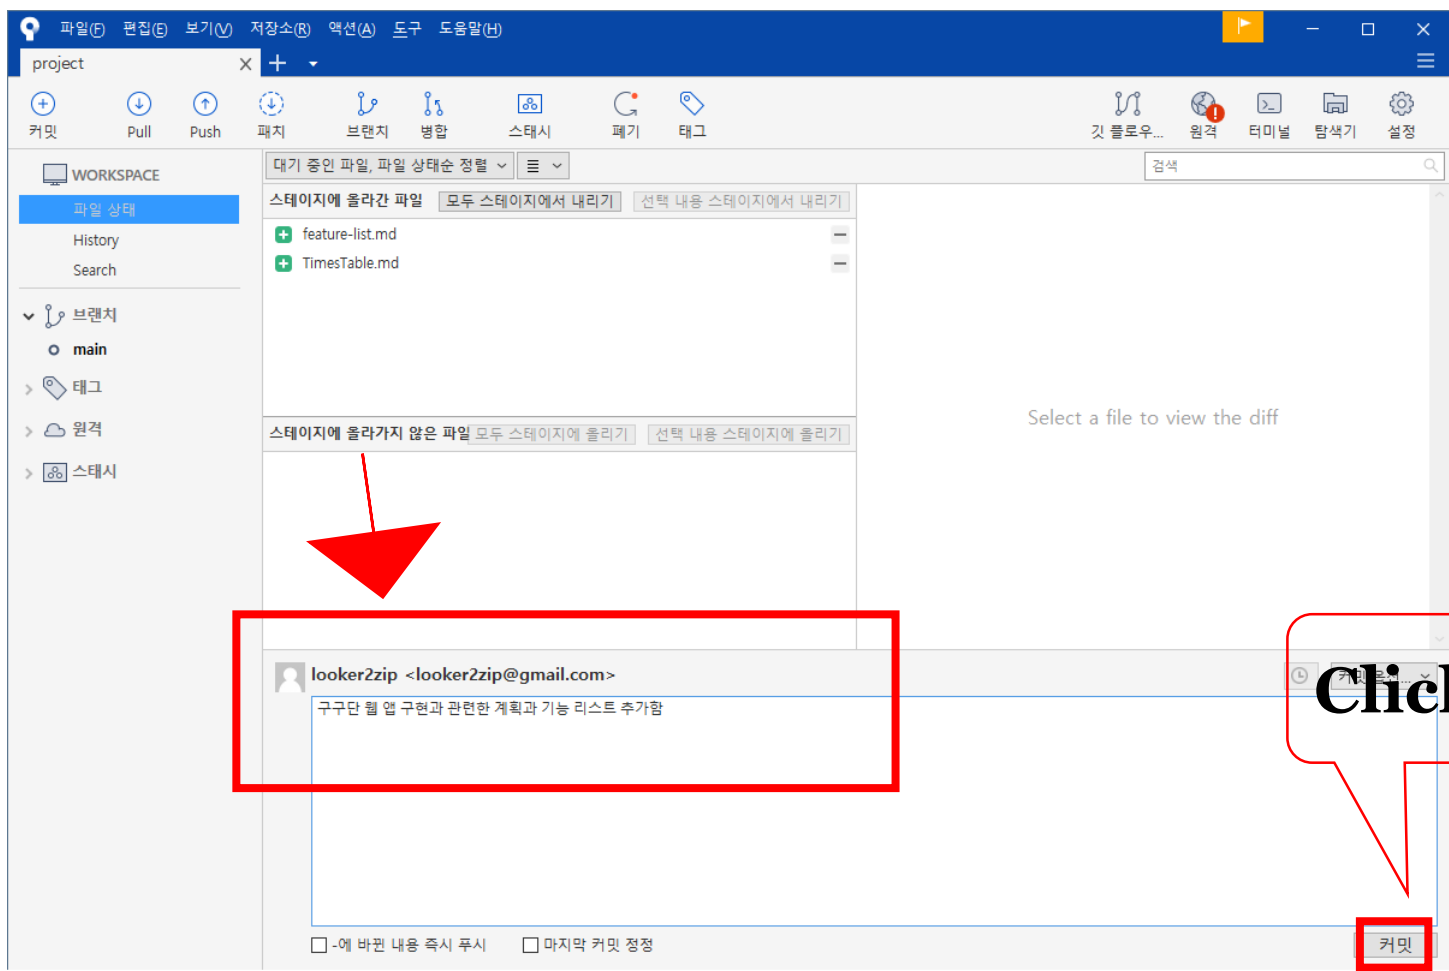 파일(F) 편집(E) 보기(V) 저장소(R) 액션(A) 도구 도움말(H)
project
커밋 Pull Push 패치 브랜치 병합 스태시 폐기 태그 깃 플로우... 원격 터미널 탐색기 설정
WORKSPACE
파일 상태
History
Search
브랜치
main
태그
원격
스태시
대기 중인 파일, 파일 상태순 정렬
검색
스테이지에 올라간 파일 모두 스테이지에서 내리기 선택 내용 스테이지에서 내리기
feature-list.md
TimesTable.md
스테이지에 올라가지 않은 파일 모두 스테이지에 올리기 선택 내용 스테이지에 올리기
Select a file to view the diff
looker2zip <looker2zip@gmail.com>
구구단 웹 앱 구현과 관련한 계획과 기능 리스트 추가함
-에 바뀐 내용 즉시 푸시 마지막 커밋 정정
커밋